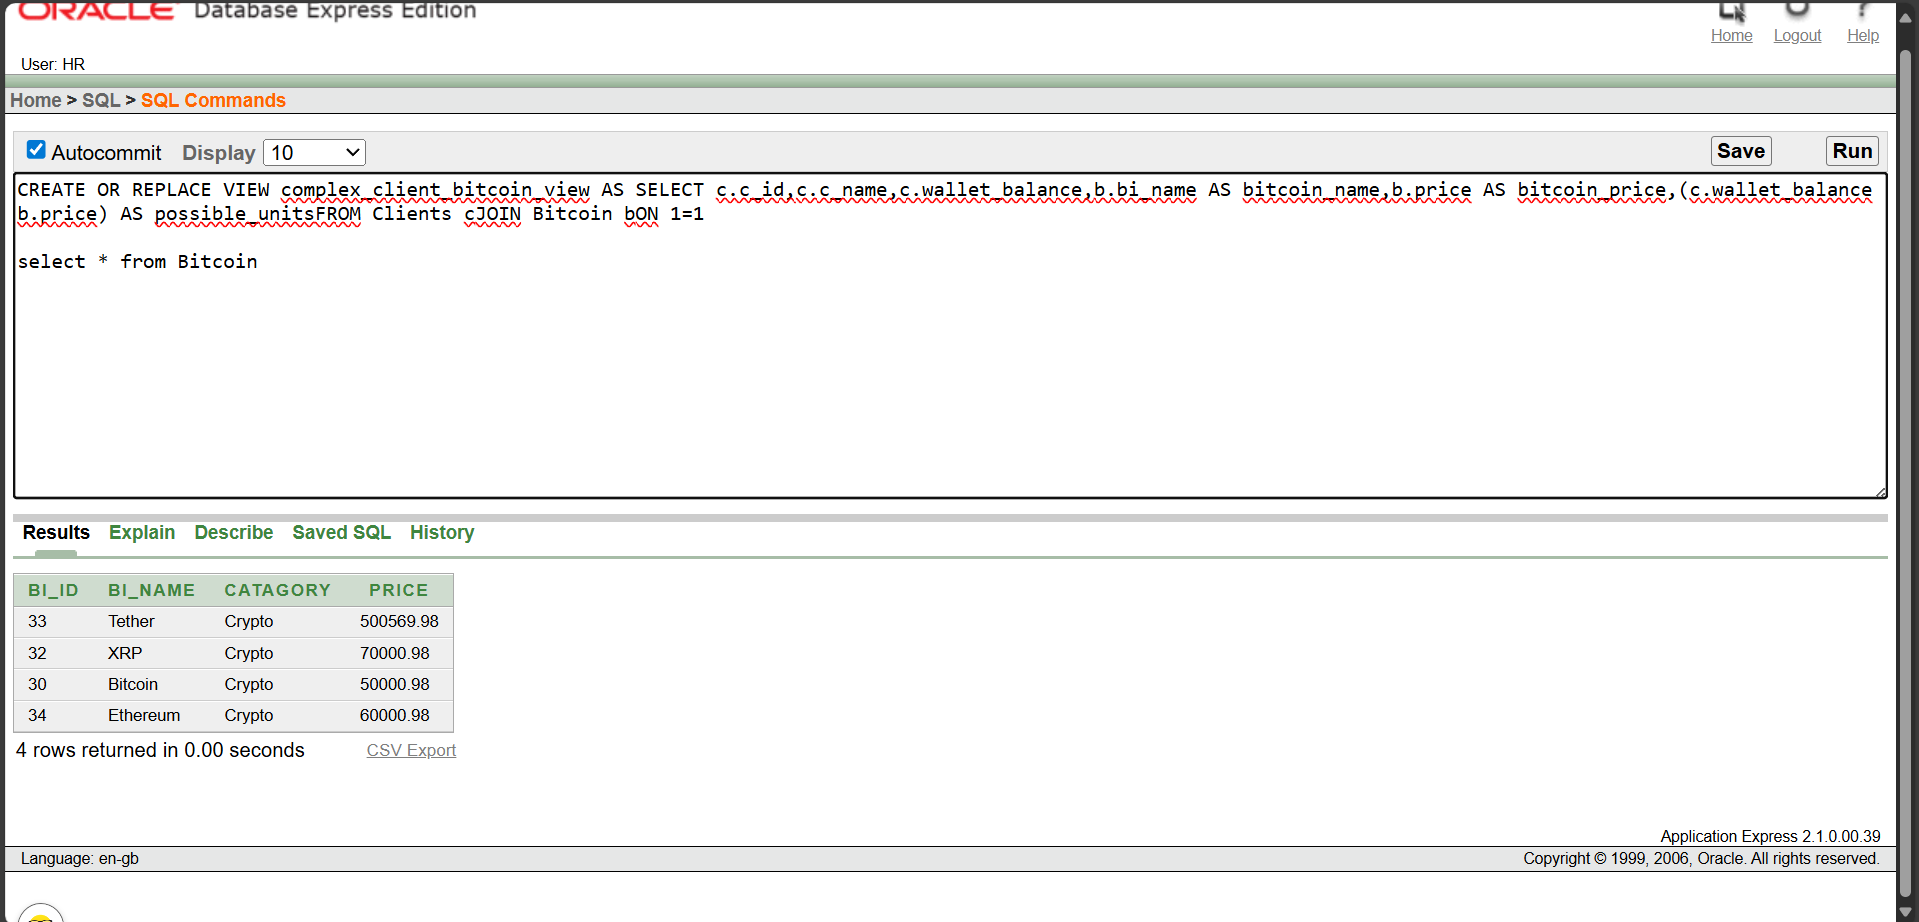 ORACLE Database Express Edition
Home Logout Help
User: HR
Home > SQL > SQL Commands
Autocommit Display 10 Save Run
CREATE OR REPLACE VIEW complex_client_bitcoin_view AS SELECT c.c_id,c.c_name,c.wallet_balance,b.bi_name AS bitcoin_name,b.price AS bitcoin_price,(c.wallet_balance
b.price) AS possible_unitsFROM Clients cJOIN Bitcoin bON 1=1
select * from Bitcoin
Results Explain Describe Saved SQL History
BI_ID BI_NAME CATAGORY PRICE
33 Tether Crypto 500569.98
32 XRP Crypto 70000.98
30 Bitcoin Crypto 50000.98
34 Ethereum Crypto 60000.98
4 rows returned in 0.00 seconds CSV Export
Application Express 2.1.0.00.39
Language: en-gb Copyright © 1999, 2006, Oracle. All rights reserved.